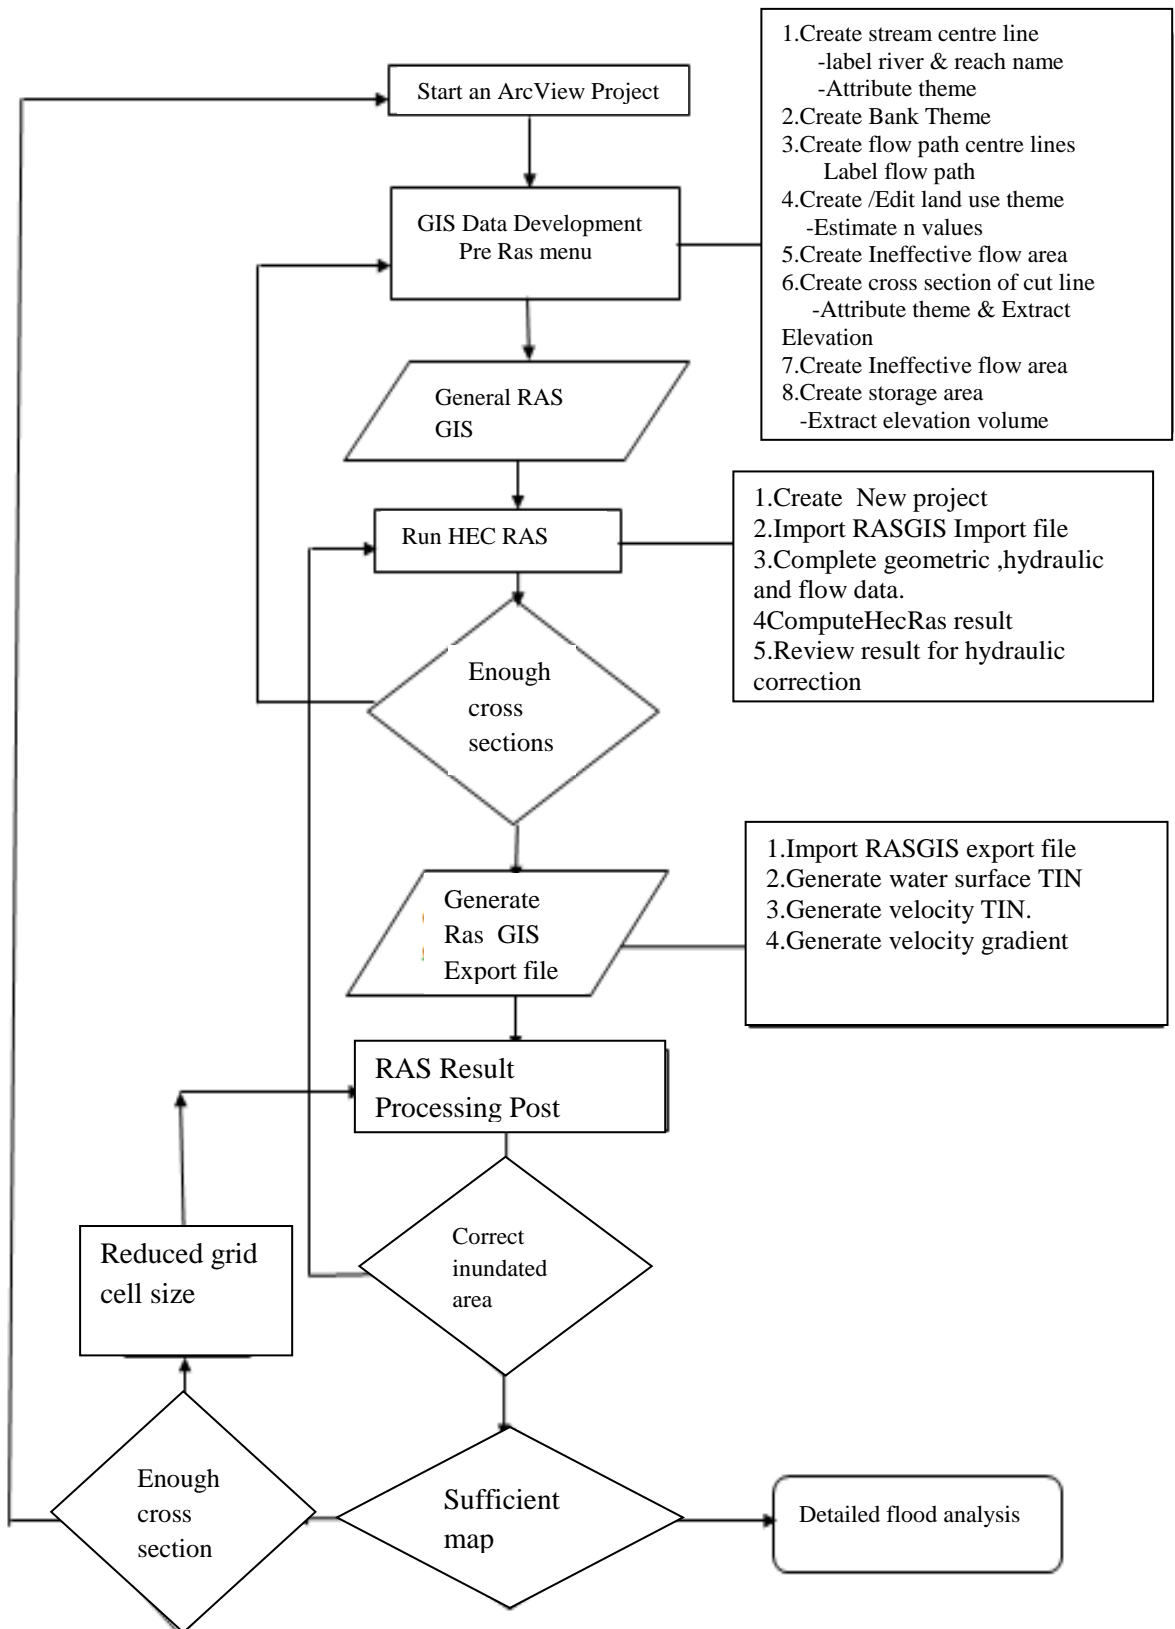 Start an ArcView Project
1.Create stream centre line
-label river & reach name
-Attribute theme
2.Create Bank Theme
3.Create flow path centre lines
Label flow path
4.Create /Edit land use theme
-Estimate n values
5.Create Ineffective flow area
6.Create cross section of cut line
-Attribute theme & Extract
Elevation
7.Create Ineffective flow area
8.Create storage area
-Extract elevation volume
GIS Data Development
Pre Ras menu
General RAS
GIS
Run HEC RAS
1.Create New project
2.Import RASGIS Import file
3.Complete geometric ,hydraulic
and flow data.
4ComputeHecRas result
5.Review result for hydraulic
correction
Enough
cross
sections
Generate
Ras GIS
Export file
1.Import RASGIS export file
2.Generate water surface TIN
3.Generate velocity TIN.
4.Generate velocity gradient
RAS Result
Processing Post
Reduced grid
cell size
Correct
inundated
area
Enough
cross
section
Sufficient
map
Detailed flood analysis